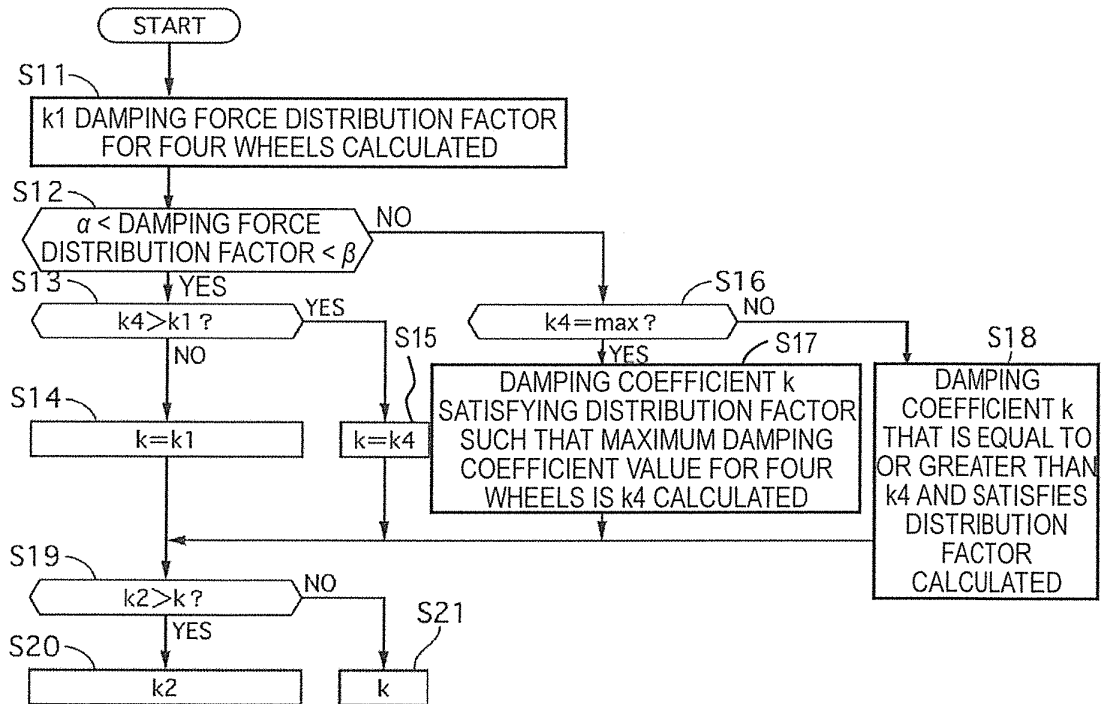 START
S11
k1 DAMPING FORCE DISTRIBUTION FACTOR
FOR FOUR WHEELS CALCULATED
S12
α < DAMPING FORCE
DISTRIBUTION FACTOR < β
NO
YES
S13
k4>k1?
YES
NO
S16
k4=max?
NO
YES
S14
k=k1
S15
k=k4
S17
DAMPING COEFFICIENT k
SATISFYING DISTRIBUTION FACTOR
SUCH THAT MAXIMUM DAMPING
COEFFICIENT VALUE FOR FOUR
WHEELS IS k4 CALCULATED
S18
DAMPING
COEFFICIENT k
THAT IS EQUAL TO
OR GREATER THAN
k4 AND SATISFIES
DISTRIBUTION
FACTOR
CALCULATED
S19
k2>k?
NO
YES
S20
k2
S21
k